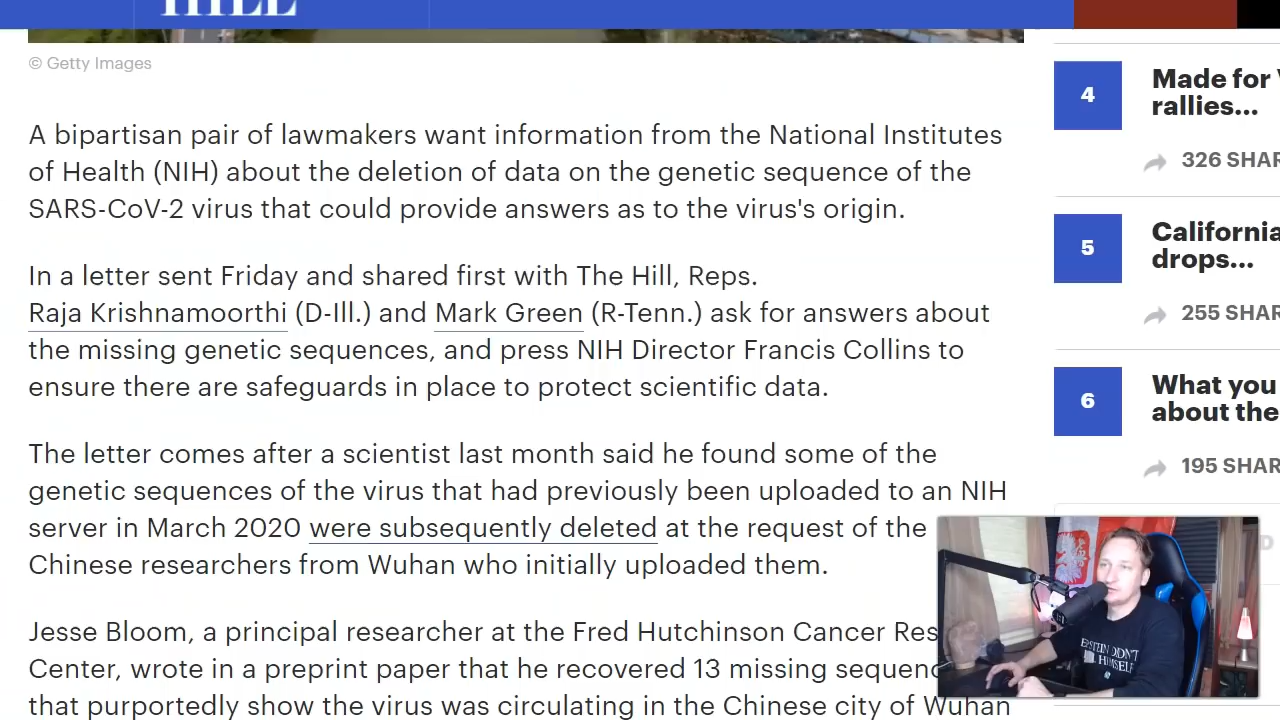 HILL
© Getty Images
A bipartisan pair of lawmakers want information from the National Institutes
of Health (NIH) about the deletion of data on the genetic sequence of the
SARS-CoV-2 virus that could provide answers as to the virus's origin.
In a letter sent Friday and shared first with The Hill, Reps.
Raja Krishnamoorthi (D-Ill.) and Mark Green (R-Tenn.) ask for answers about
the missing genetic sequences, and press NIH Director Francis Collins to
ensure there are safeguards in place to protect scientific data.
The letter comes after a scientist last month said he found some of the
genetic sequences of the virus that had previously been uploaded to an NIH
server in March 2020 were subsequently deleted at the request of the
Chinese researchers from Wuhan who initially uploaded them.
Jesse Bloom, a principal researcher at the Fred Hutchinson Cancer Res
Center, wrote in a preprint paper that he recovered 13 missing sequenc
that purportedly show the virus was circulating in the Chinese city of Wuhan
4
Made for
rallies...
326 SHAR
5
California
drops...
255 SHAR
6
What you
about the
195 SHAR
HIMSELF